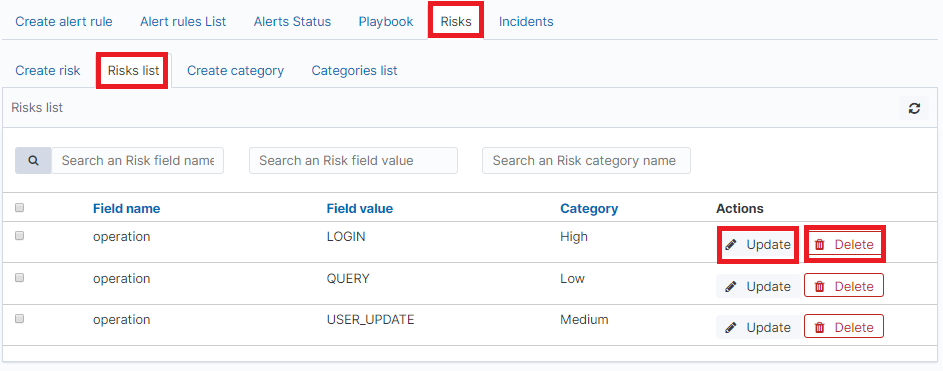 Create alert rule Alert rules List Alerts Status Playbook Risks Incidents
Create risk Risks list Create category Categories list
Risks list
Search an Risk field name Search an Risk field value Search an Risk category name
Field name Field value Category Actions
operation LOGIN High Update Delete
operation QUERY Low Update Delete
operation USER_UPDATE Medium Update Delete